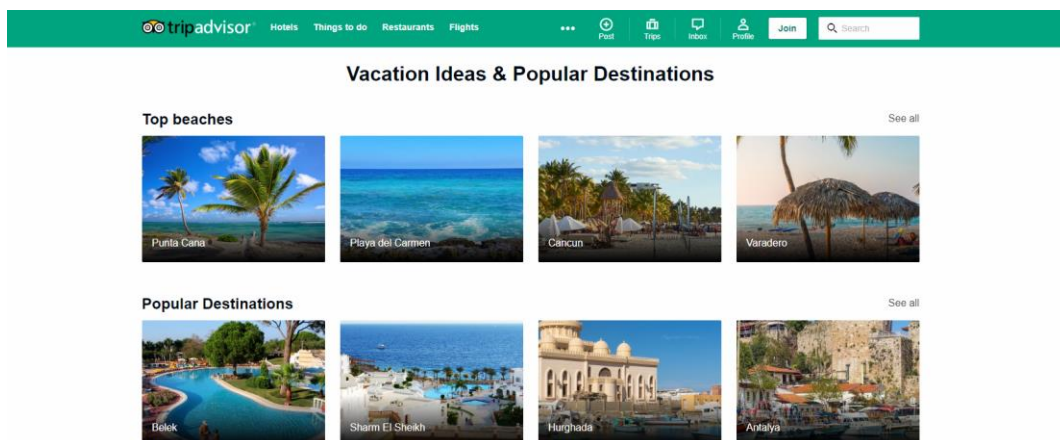 tripadvisor Hotels Things to do Restaurants Flights ••• Post Trips Inbox Profile Join Search
Vacation Ideas & Popular Destinations
Top beaches See all
Punta Cana Playa del Carmen Cancun Varadero
Popular Destinations See all
Belek Sharm El Sheikh Hurghada Antalya